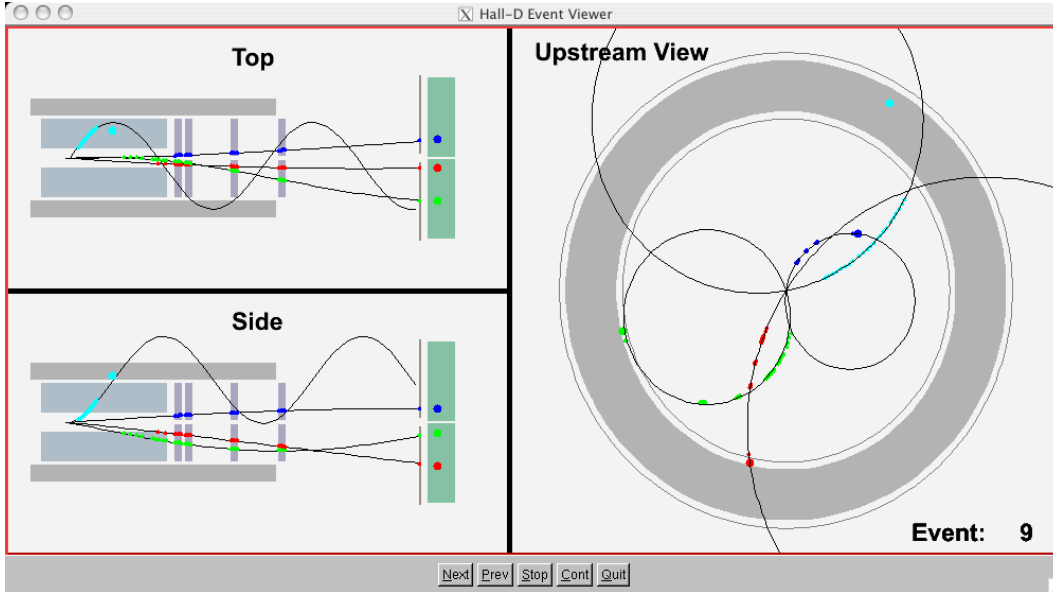 Hall-D Event Viewer
Top
Upstream View
Side
Event: 9
Next Prev Stop Cont Quit